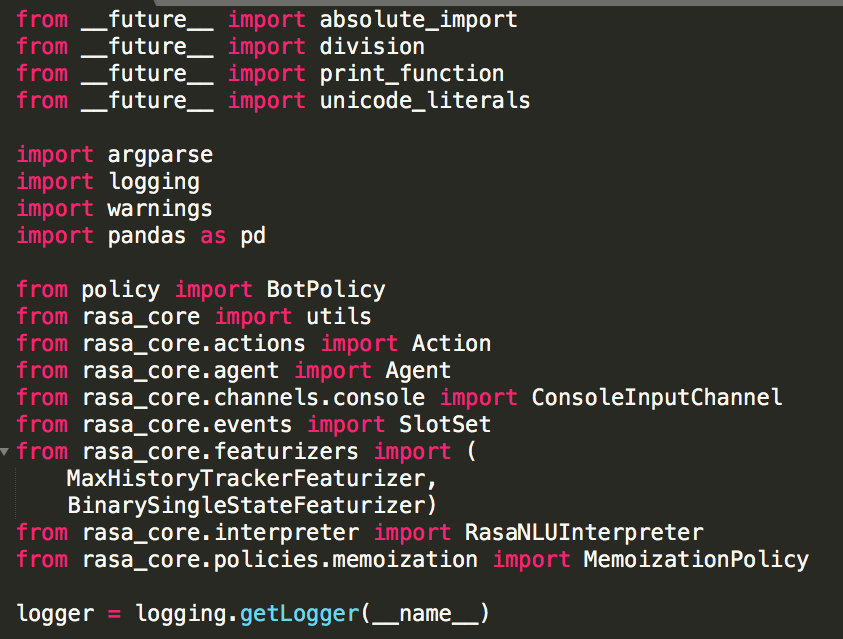 from __future__ import absolute_import
from __future__ import division
from __future__ import print_function
from __future__ import unicode_literals

import argparse
import logging
import warnings
import pandas as pd

from policy import BotPolicy
from rasa_core import utils
from rasa_core.actions import Action
from rasa_core.agent import Agent
from rasa_core.channels.console import ConsoleInputChannel
from rasa_core.events import SlotSet
from rasa_core.featurizers import (
    MaxHistoryTrackerFeaturizer,
    BinarySingleStateFeaturizer)
from rasa_core.interpreter import RasaNLUInterpreter
from rasa_core.policies.memoization import MemoizationPolicy

logger = logging.getLogger(__name__)